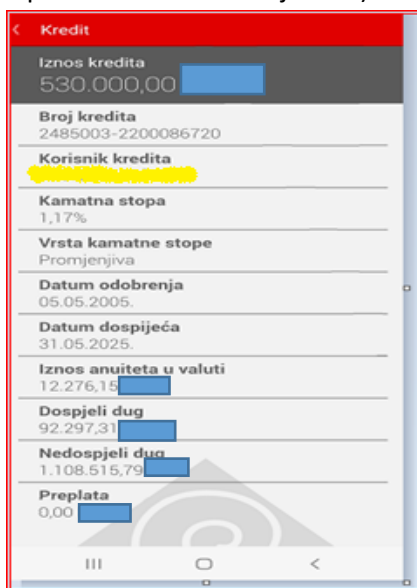 Kredit
Iznos kredita
530.000,00
Broj kredita
2485003-2200086720
Korisnik kredita
Kamatna stopa
1,17%
Vrsta kamatne stope
Promjenjiva
Datum odobrenja
05.05.2005.
Datum dospijeća
31.05.2025.
Iznos anuiteta u valuti
12.276,15
Dospjeli dug
92.297,31
Nedospjeli dug
1.108.515,79
Preplata
0,00